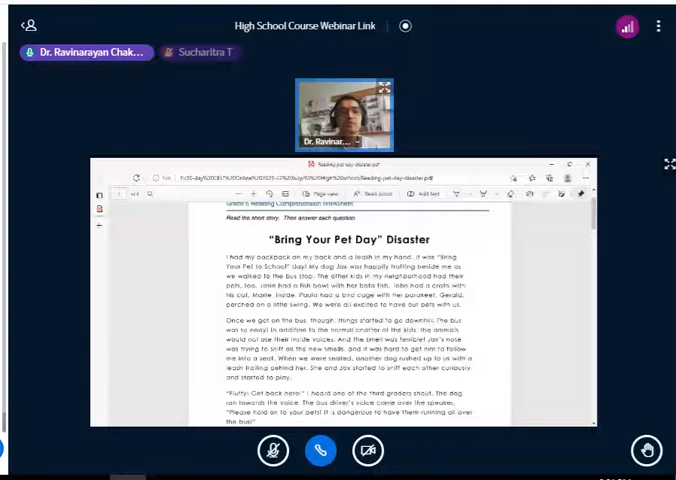 High School Course Webinar Link
Dr. Ravinarayan Chak...
Sucharitra T
Dr. Ravinar...
Reading-pet-day-disaster.pdf
Page view
Read aloud
Add text
Grade 5 Reading Comprehension Worksheet
Read the short story. Then answer each question.
"Bring Your Pet Day" Disaster
I had my backpack on my back and a leash in my hand. It was "Bring
Your Pet to School" day! My dog Jax was happily trotting beside me as
we walked to the bus stop. The other kids in my neighborhood had their
pets, too. Josie had a fish bowl with her beta fish. John had a crate with
his cat, Marie, inside. Paula had a bird cage with her parakeet, Gerald,
perched on a little swing. We were all excited to have our pets with us.
Once we got on the bus, though, things started to go downhill. The bus
was so noisy! In addition to the normal chatter of the kids, the animals
would not use their inside voices. And the smell was terrible! Jax's nose
was trying to sniff all the new smells, and it was hard to get him to follow
me into a seat. When we were seated, another dog rushed up to us with a
leash trailing behind her. She and Jax started to sniff each other curiously
and started to play.
"Fluffy! Get back here!" I heard one of the third graders shout. The dog
ran towards the voice. The bus driver's voice came over the speaker,
"Please hold on to your pets! It is dangerous to have them running all over
the bus!"